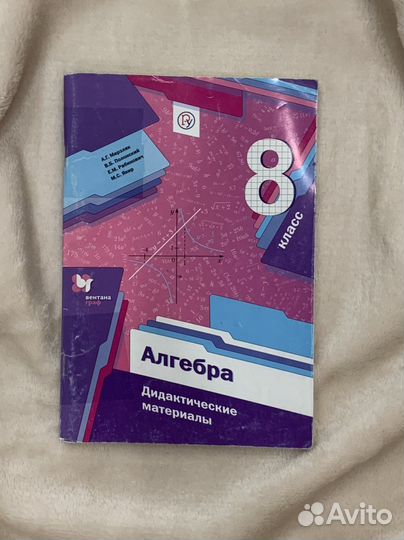 А.Г. Мерзляк
В.Б. Полонский
Е.М. Рабинович
М.С. Якир
8
класс
вентана
граф
Алгебра
Дидактические
материалы
Avito